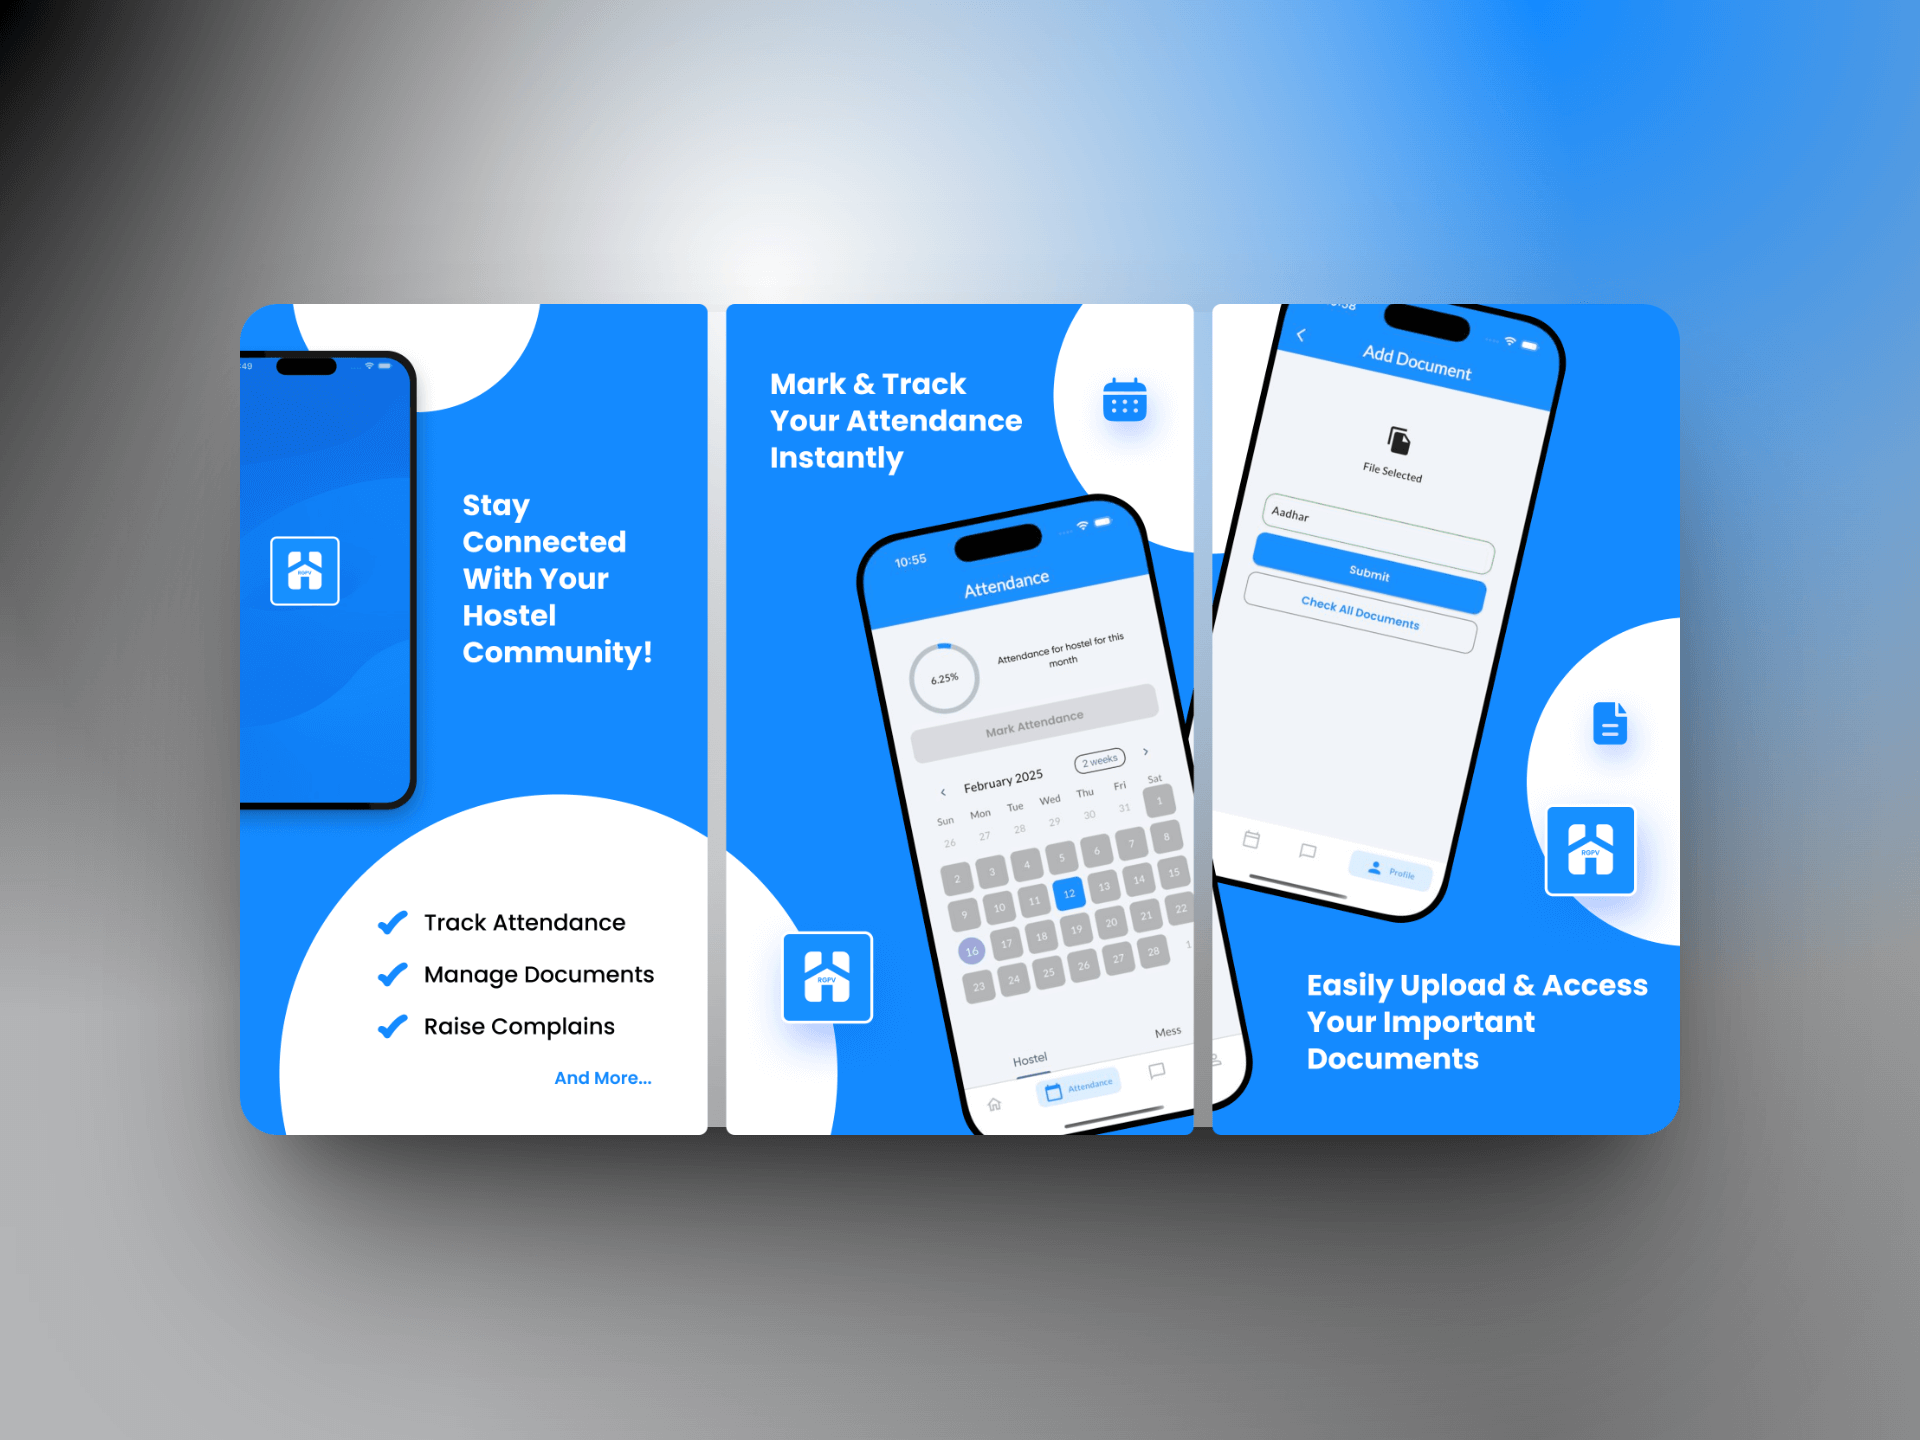 :49
RGPV
Stay
Connected
With Your
Hostel
Community!
Track Attendance
Manage Documents
Raise Complains
And More...
Mark & Track
Your Attendance
Instantly
10:55
Attendance
6.25%
Attendance for hostel for this
month
Mark Attendance
February 2025
2 weeks
Sun Mon Tue Wed Thu Fri Sat
26 27 28 29 30 31 1
2 3 4 5 6 7 8
9 10 11 12 13 14 15
16 17 18 19 20 21 22
23 24 25 26 27 28 1
Hostel Mess
Attendance
RGPV
:58
Add Document
File Selected
Aadhar
Submit
Check All Documents
Profile
RGPV
Easily Upload & Access
Your Important
Documents